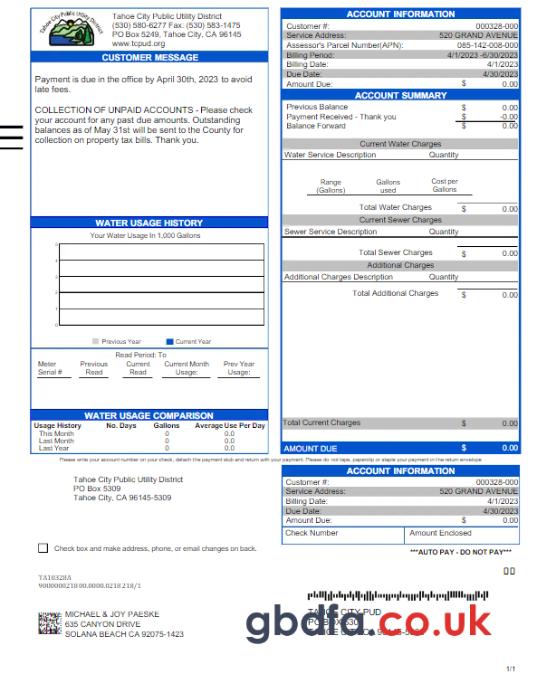 Tahoe City Public Utility District
(530) 580-6277 Fax: (530) 583-1475
PO Box 5249, Tahoe City, CA 96145
www.tcpud.org
CUSTOMER MESSAGE
Payment is due in the office by April 30th, 2023 to avoid
late fees.
COLLECTION OF UNPAID ACCOUNTS - Please check
your account for any past due amounts. Outstanding
balances as of May 31st will be sent to the County for
collection on property tax bills. Thank you.
WATER USAGE HISTORY
Your Water Usage In 1,000 Gallons
5
4
3
2
1
0
Previous Year Current Year
Read Period: To
Meter Serial # Previous Read Current Read Current Month Usage: Prev Year Usage:
WATER USAGE COMPARISON
Usage History No. Days Gallons Average Use Per Day
This Month 0 0.0
Last Month 0 0.0
Last Year 0 0.0
ACCOUNT INFORMATION
Customer #: 000328-000
Service Address: 520 GRAND AVENUE
Assessor's Parcel Number(APN): 085-142-008-000
Billing Period: 4/1/2023 -6/30/2023
Billing Date: 4/1/2023
Due Date: 4/30/2023
Amount Due: $ 0.00
ACCOUNT SUMMARY
Previous Balance $ 0.00
Payment Received - Thank you $ -0.00
Balance Forward $ 0.00
Current Water Charges
Water Service Description Quantity
Range (Gallons) Gallons used Cost per Gallons
Total Water Charges $ 0.00
Current Sewer Charges
Sewer Service Description Quantity
Total Sewer Charges $ 0.00
Additional Charges
Additional Charges Description Quantity
Total Additional Charges $ 0.00
Total Current Charges $ 0.00
AMOUNT DUE $ 0.00
Please write your account number on your check, detach the payment stub and return with your payment. Please do not tape, paperclip or staple your payment in the return envelope
Tahoe City Public Utility District
PO Box 5309
Tahoe City, CA 96145-5309
Check box and make address, phone, or email changes on back.
ACCOUNT INFORMATION
Customer #: 000328-000
Service Address: 520 GRAND AVENUE
Billing Date: 4/1/2023
Due Date: 4/30/2023
Amount Due: $ 0.00
Check Number Amount Enclosed
***AUTO PAY - DO NOT PAY***
TA10328A
MICHAEL & JOY PAESKE
635 CANYON DRIVE
SOLANA BEACH CA 92075-1423
TAHOE CITY PUD
PO BOX
gbdfa.co.uk
1/1